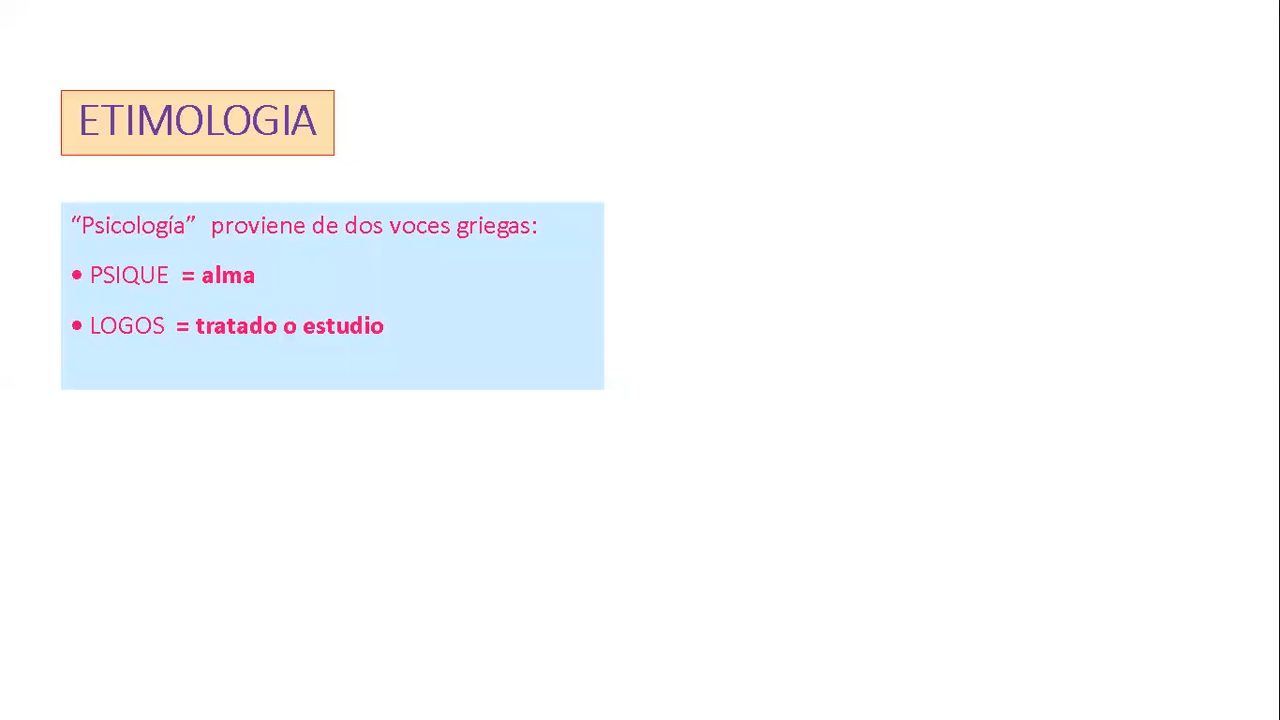 ETIMOLOGIA
“Psicología” proviene de dos voces griegas:
• PSIQUE = alma
• LOGOS = tratado o estudio